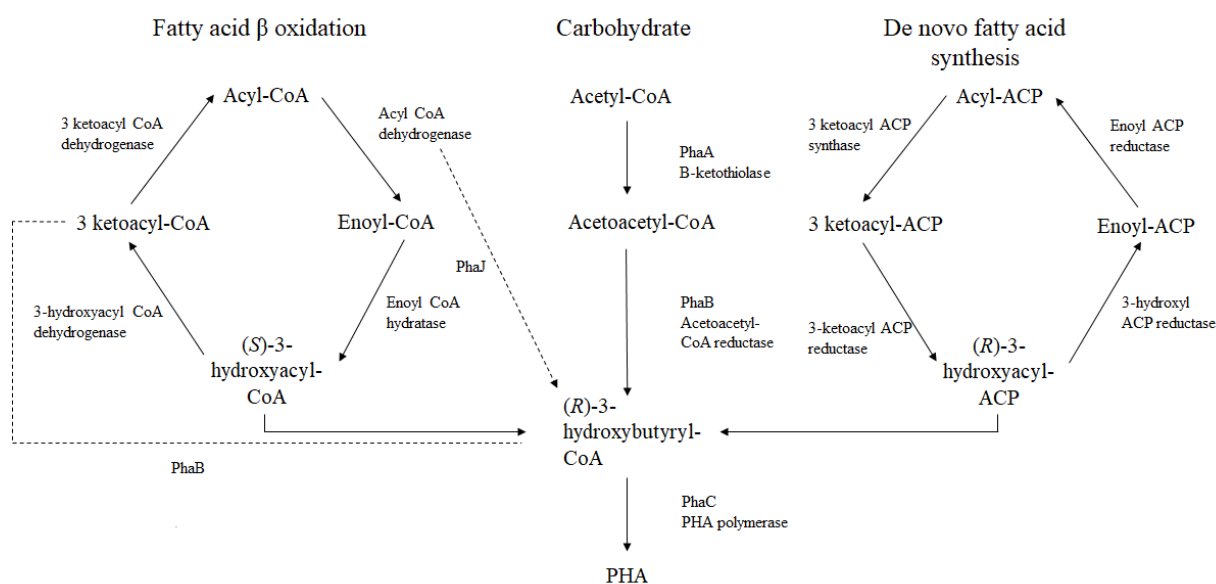 Fatty acid β oxidation
Carbohydrate
De novo fatty acid
synthesis
Acyl-CoA
3 ketoacyl CoA
dehydrogenase
Acyl CoA
dehydrogenase
3 ketoacyl-CoA
Enoyl-CoA
PhaJ
3-hydroxyacyl CoA
dehydrogenase
Enoyl CoA
hydratase
(S)-3-
hydroxyacyl-
CoA
PhaB
Acetyl-CoA
PhaA
B-ketothiolase
Acetoacetyl-CoA
PhaB
Acetoacetyl-
CoA reductase
(R)-3-
hydroxybutyryl-
CoA
PhaC
PHA polymerase
PHA
Acyl-ACP
3 ketoacyl ACP
synthase
Enoyl ACP
reductase
3 ketoacyl-ACP
Enoyl-ACP
3-ketoacyl ACP
reductase
3-hydroxyl
ACP reductase
(R)-3-
hydroxyacyl-
ACP